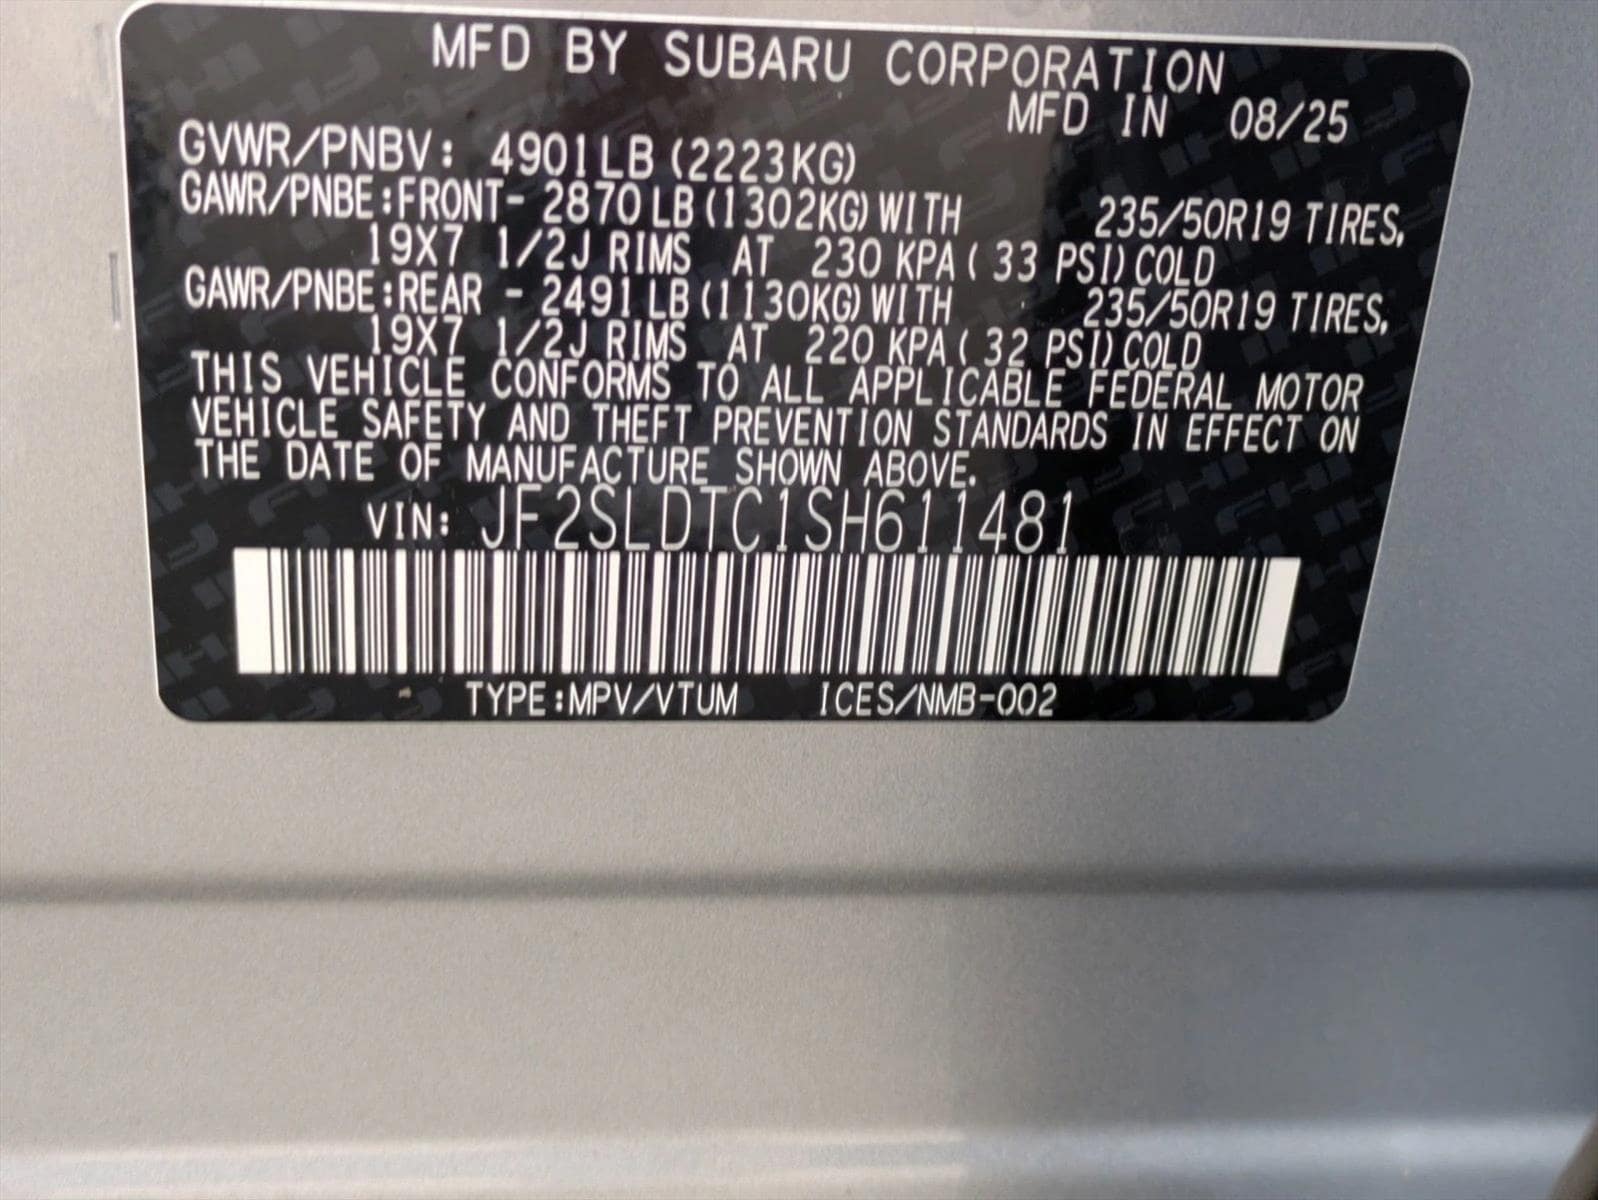 MFD BY SUBARU CORPORATION
MFD IN 08/25
GVWR/PNBV: 4901LB (2223KG)
GAWR/PNBE:FRONT- 2870LB(1302KG)WITH 235/50R19 TIRES,
19X7 1/2J RIMS AT 230 KPA( 33 PSI)COLD
GAWR/PNBE:REAR - 2491LB(1130KG)WITH 235/50R19 TIRES,
19X7 1/2J RIMS AT 220 KPA( 32 PSI)COLD
THIS VEHICLE CONFORMS TO ALL APPLICABLE FEDERAL MOTOR
VEHICLE SAFETY AND THEFT PREVENTION STANDARDS IN EFFECT ON
THE DATE OF MANUFACTURE SHOWN ABOVE.
VIN: JF2SLDTC1SH611481
TYPE:MPV/VTUM ICES/NMB-002